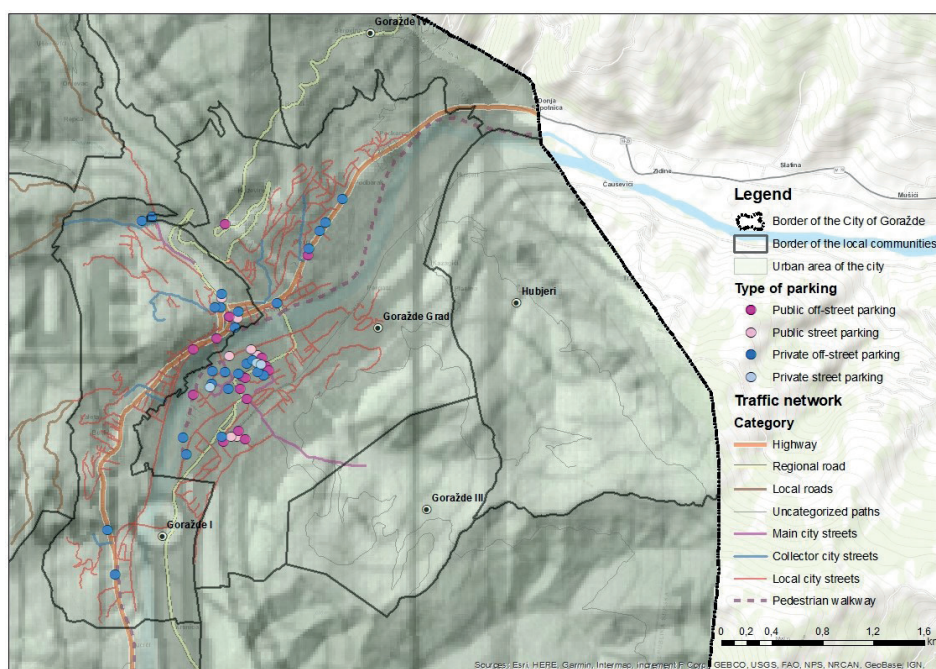 Goražde IV
Donja
Sopotnica
Zidine
Slatina
Mušići
Čauševići
Hubjeri
Goražde Grad
Goražde III
Goražde I
Legend
Border of the City of Goražde
Border of the local communities
Urban area of the city
Type of parking
Public off-street parking
Public street parking
Private off-street parking
Private street parking
Traffic network
Category
Highway
Regional road
Local roads
Uncategorized paths
Main city streets
Collector city streets
Local city streets
Pedestrian walkway
0 0,2 0,4 0,8 1,2 1,6
km
Sources: Esri, HERE, Garmin, Intermap, increment P Corp., GEBCO, USGS, FAO, NPS, NRCAN, GeoBase, IGN,